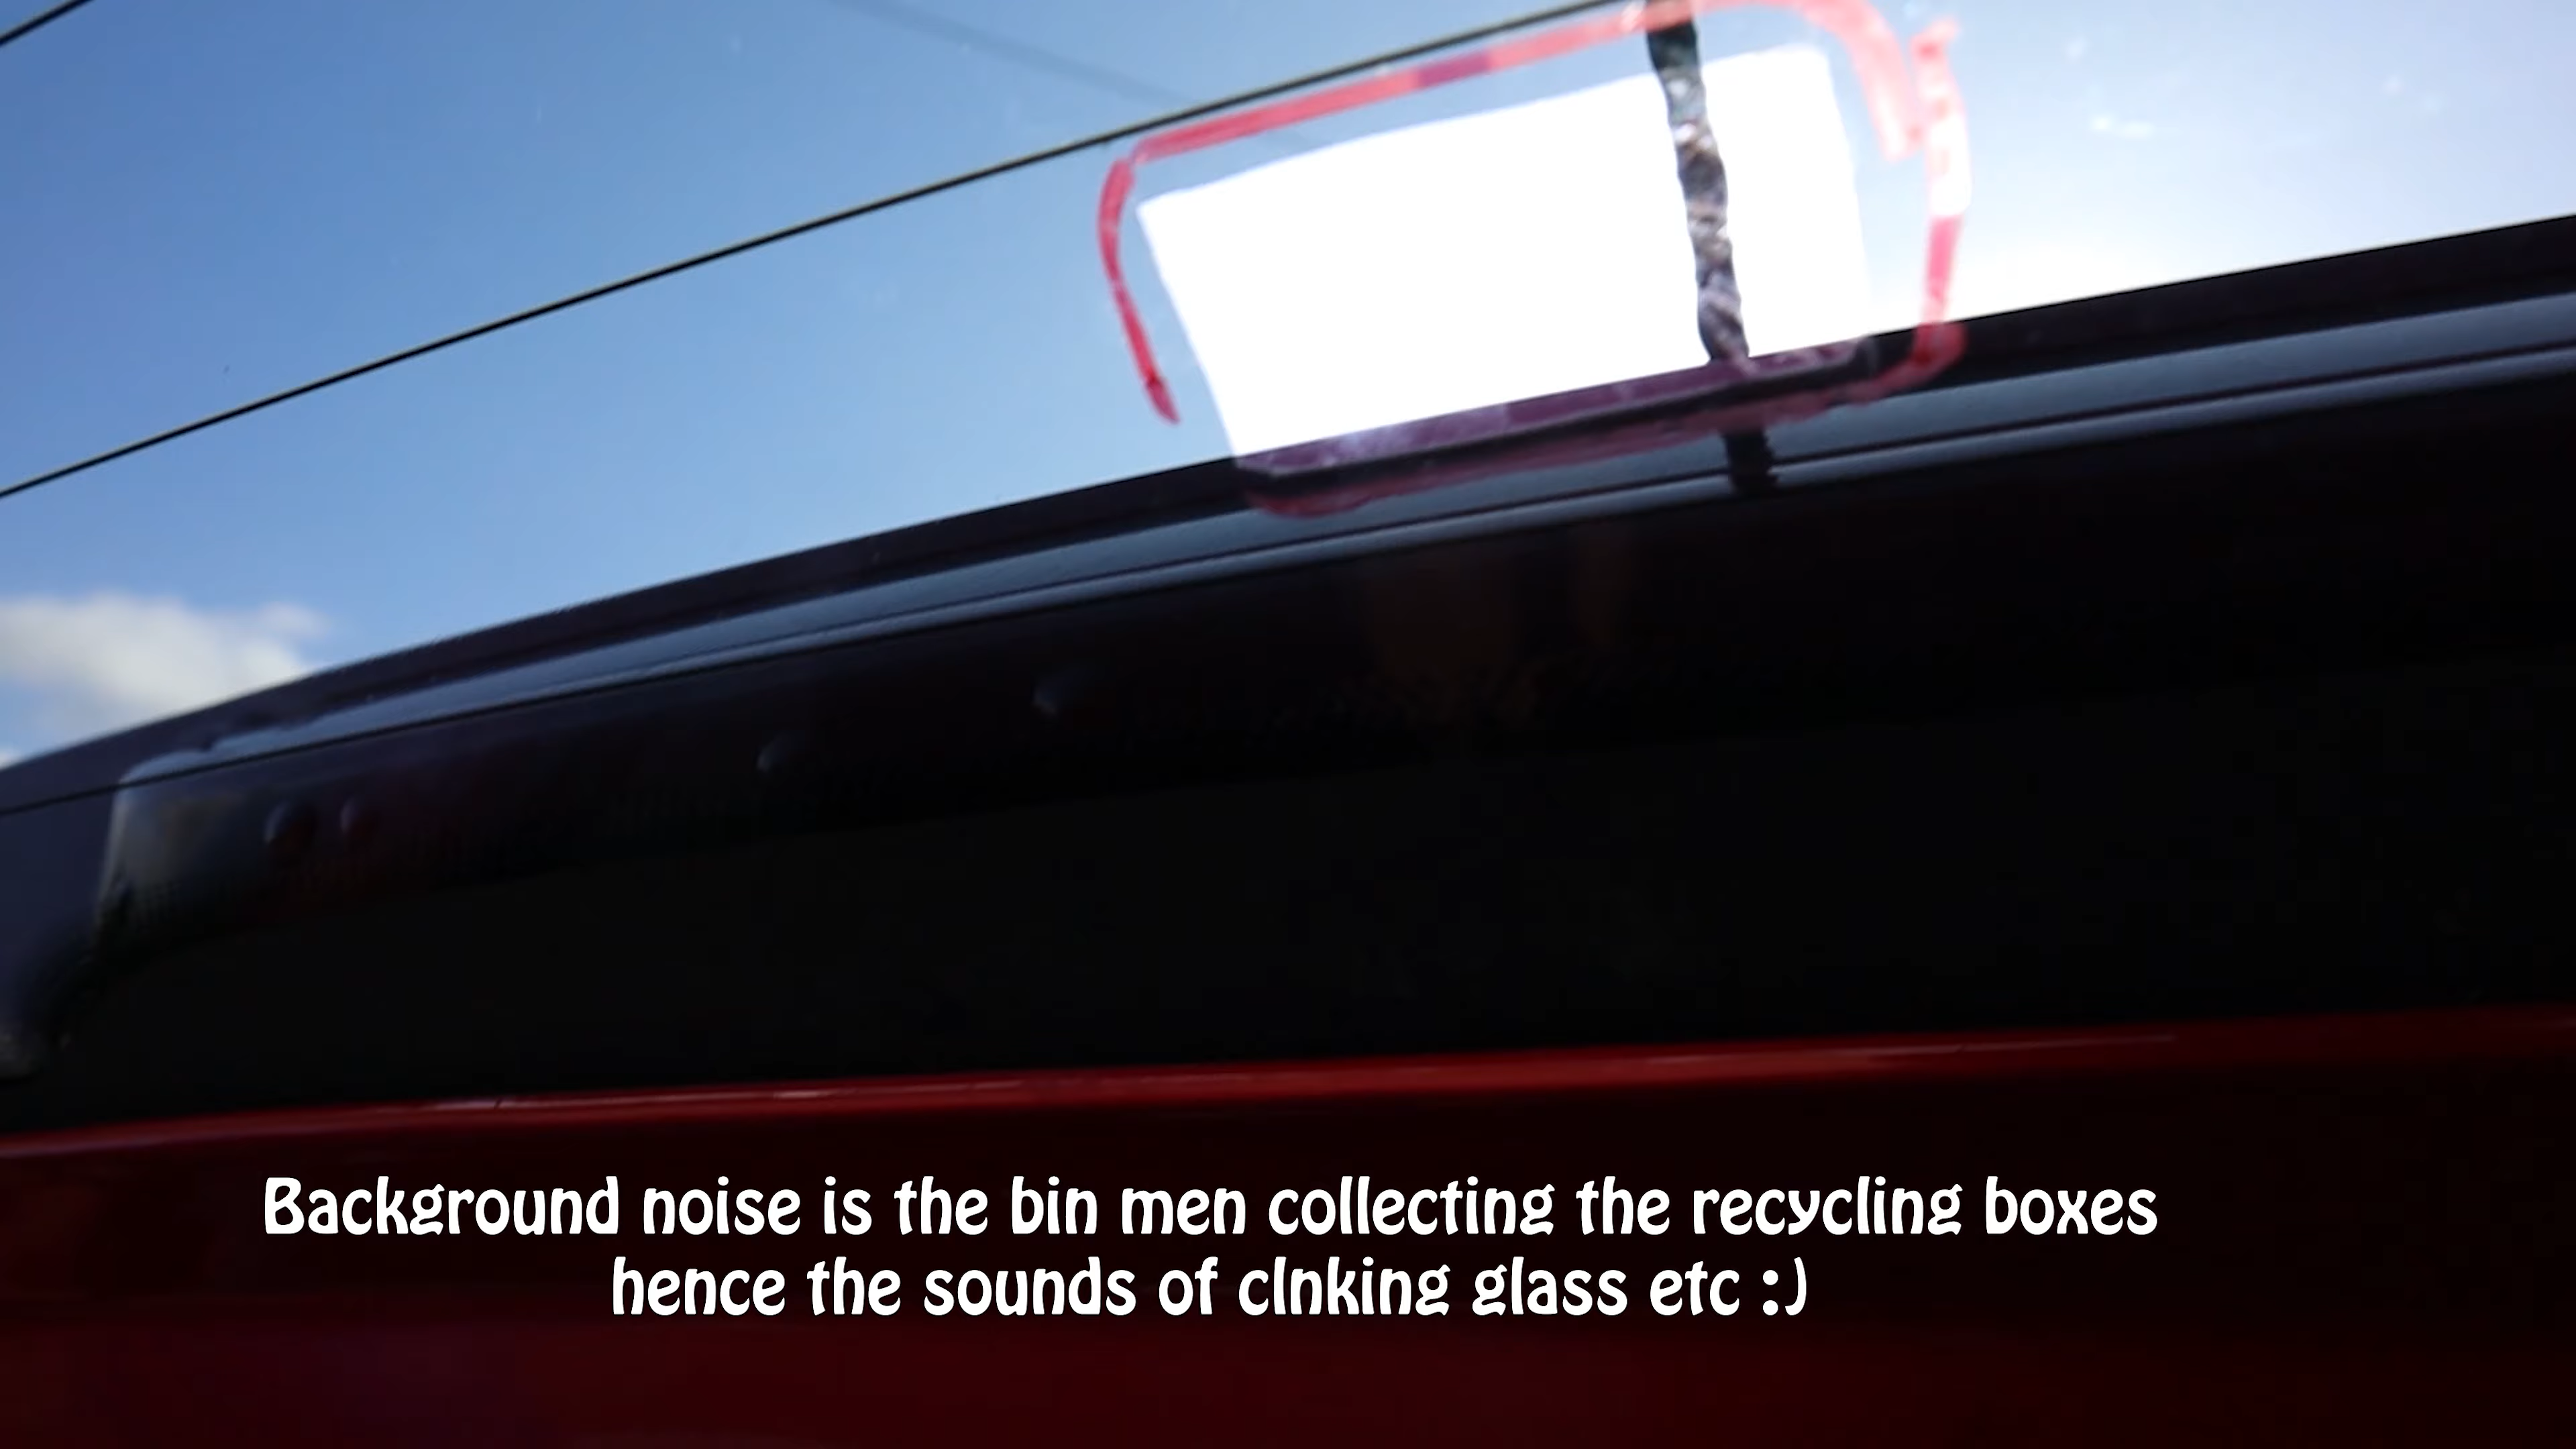 Background noise is the bin men collecting the recycling boxes
hence the sounds of clnking glass etc :)